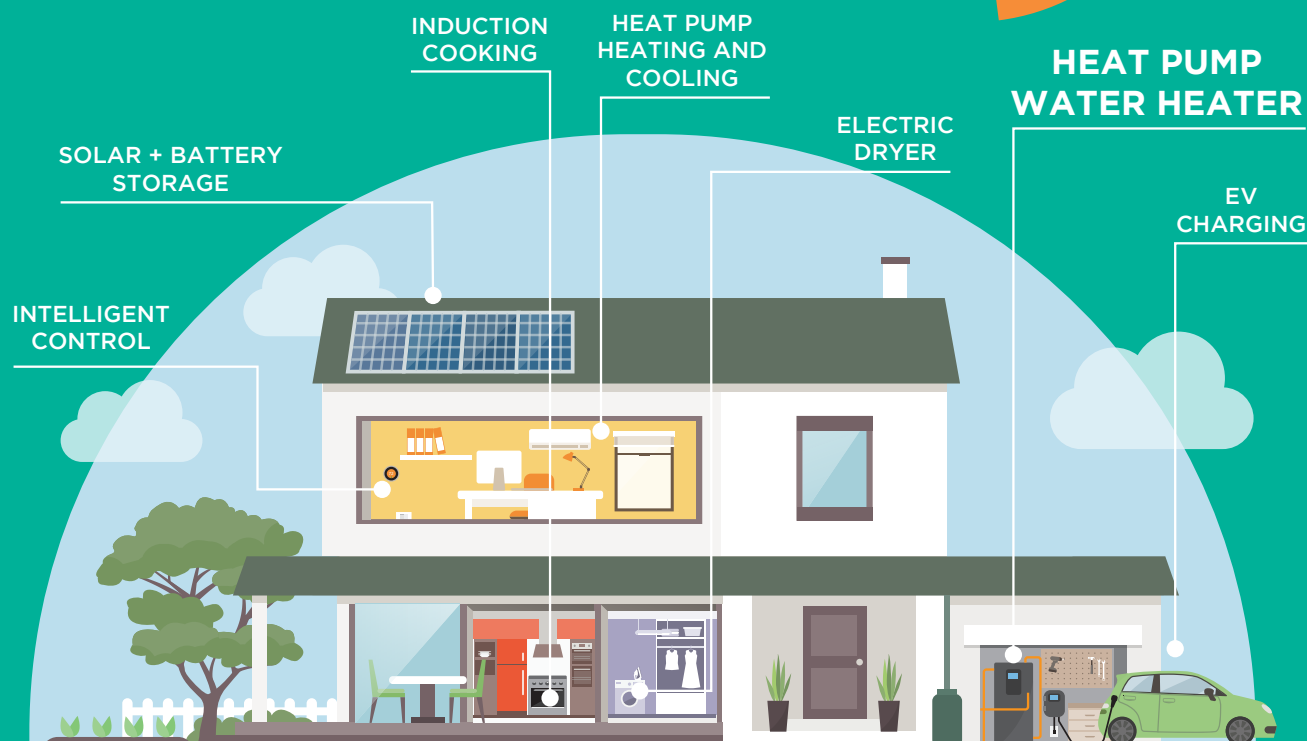 INDUCTION
COOKING
HEAT PUMP
HEATING AND
COOLING
HEAT PUMP
WATER HEATER
ELECTRIC
DRYER
SOLAR + BATTERY
STORAGE
EV
CHARGING
INTELLIGENT
CONTROL